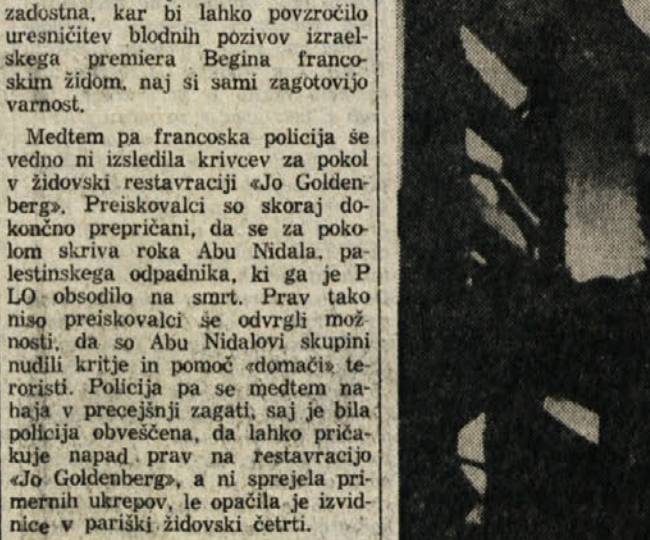 zadostna, kar bi lahko povzročilo
uresničitev blodnih pozivov izrael-
skega premiera Begina franco-
skim židom, naj si sami zagotovijo
varnost.
Medtem pa francoska policija še
vedno ni izsledila krivcev za pokol
v židovski restavraciji «Jo Golden-
berg». Preiskovalci so skoraj do-
končno prepričani, da se za poko-
lom skriva roka Abu Nidala, pa-
lestinskega odpadnika, ki ga je P
LO obsodilo na smrt. Prav tako
niso preiskovalci še odvrgli mož
nosti, da so Abu Nidalovi skupini
nudili kritje in pomoč «domači» te-
roristi. Policija pa se medtem na-
haja v precejšnji zagati, saj je bila
policija obveščena, da lahko priča-
kuje napad prav na restavracijo
«Jo Goldenberg», a ni sprejela pri-
mernih ukrepov, le opačila je izvid-
nice v pariški židovski četrti.